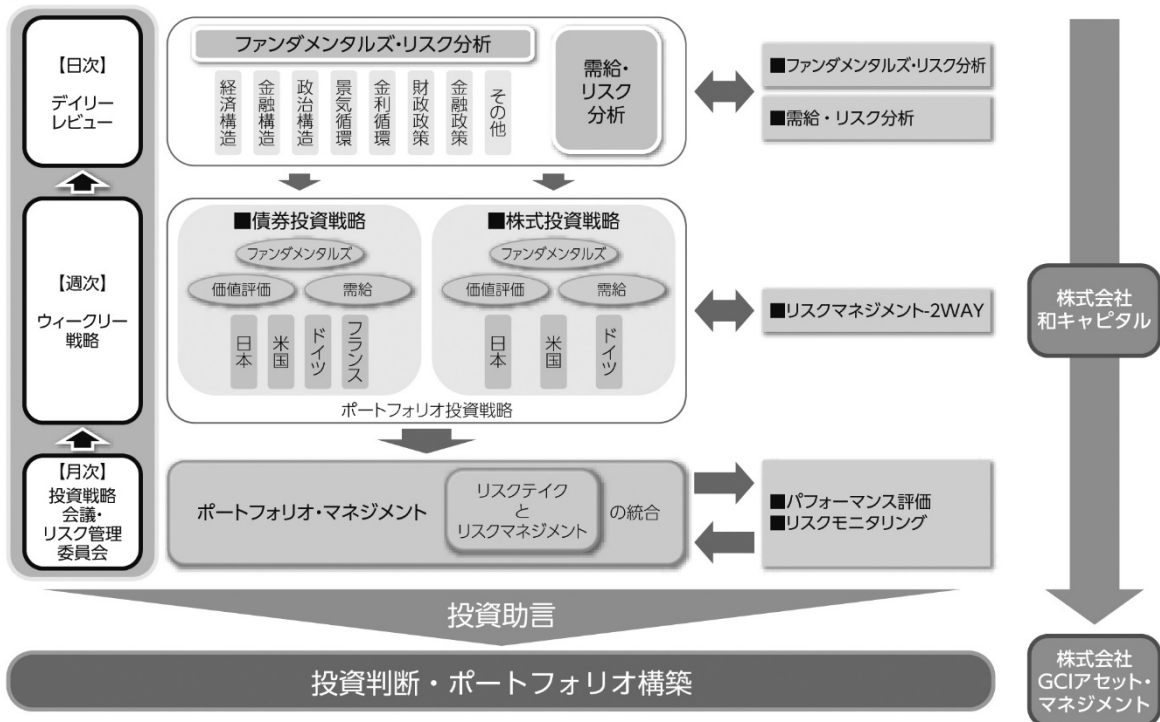 【日次】
デイリー
レビュー
【週次】
ウィークリー
戦略
【月次】
投資戦略
会議・
リスク管理
委員会
ファンダメンタルズ・リスク分析
経済構造
金融構造
政治構造
景気循環
金利循環
財政政策
金融政策
その他
需給・
リスク
分析
■ファンダメンタルズ・リスク分析
■需給・リスク分析
■債券投資戦略
ファンダメンタルズ
価値評価
需給
日本
米国
ドイツ
フランス
■株式投資戦略
ファンダメンタルズ
価値評価
需給
日本
米国
ドイツ
ポートフォリオ投資戦略
■リスクマネジメント-2WAY
ポートフォリオ・マネジメント
リスクテイク
と
リスクマネジメント
の統合
■パフォーマンス評価
■リスクモニタリング
投資助言
投資判断・ポートフォリオ構築
株式会社
和キャピタル
株式会社
GCIアセット・
マネジメント